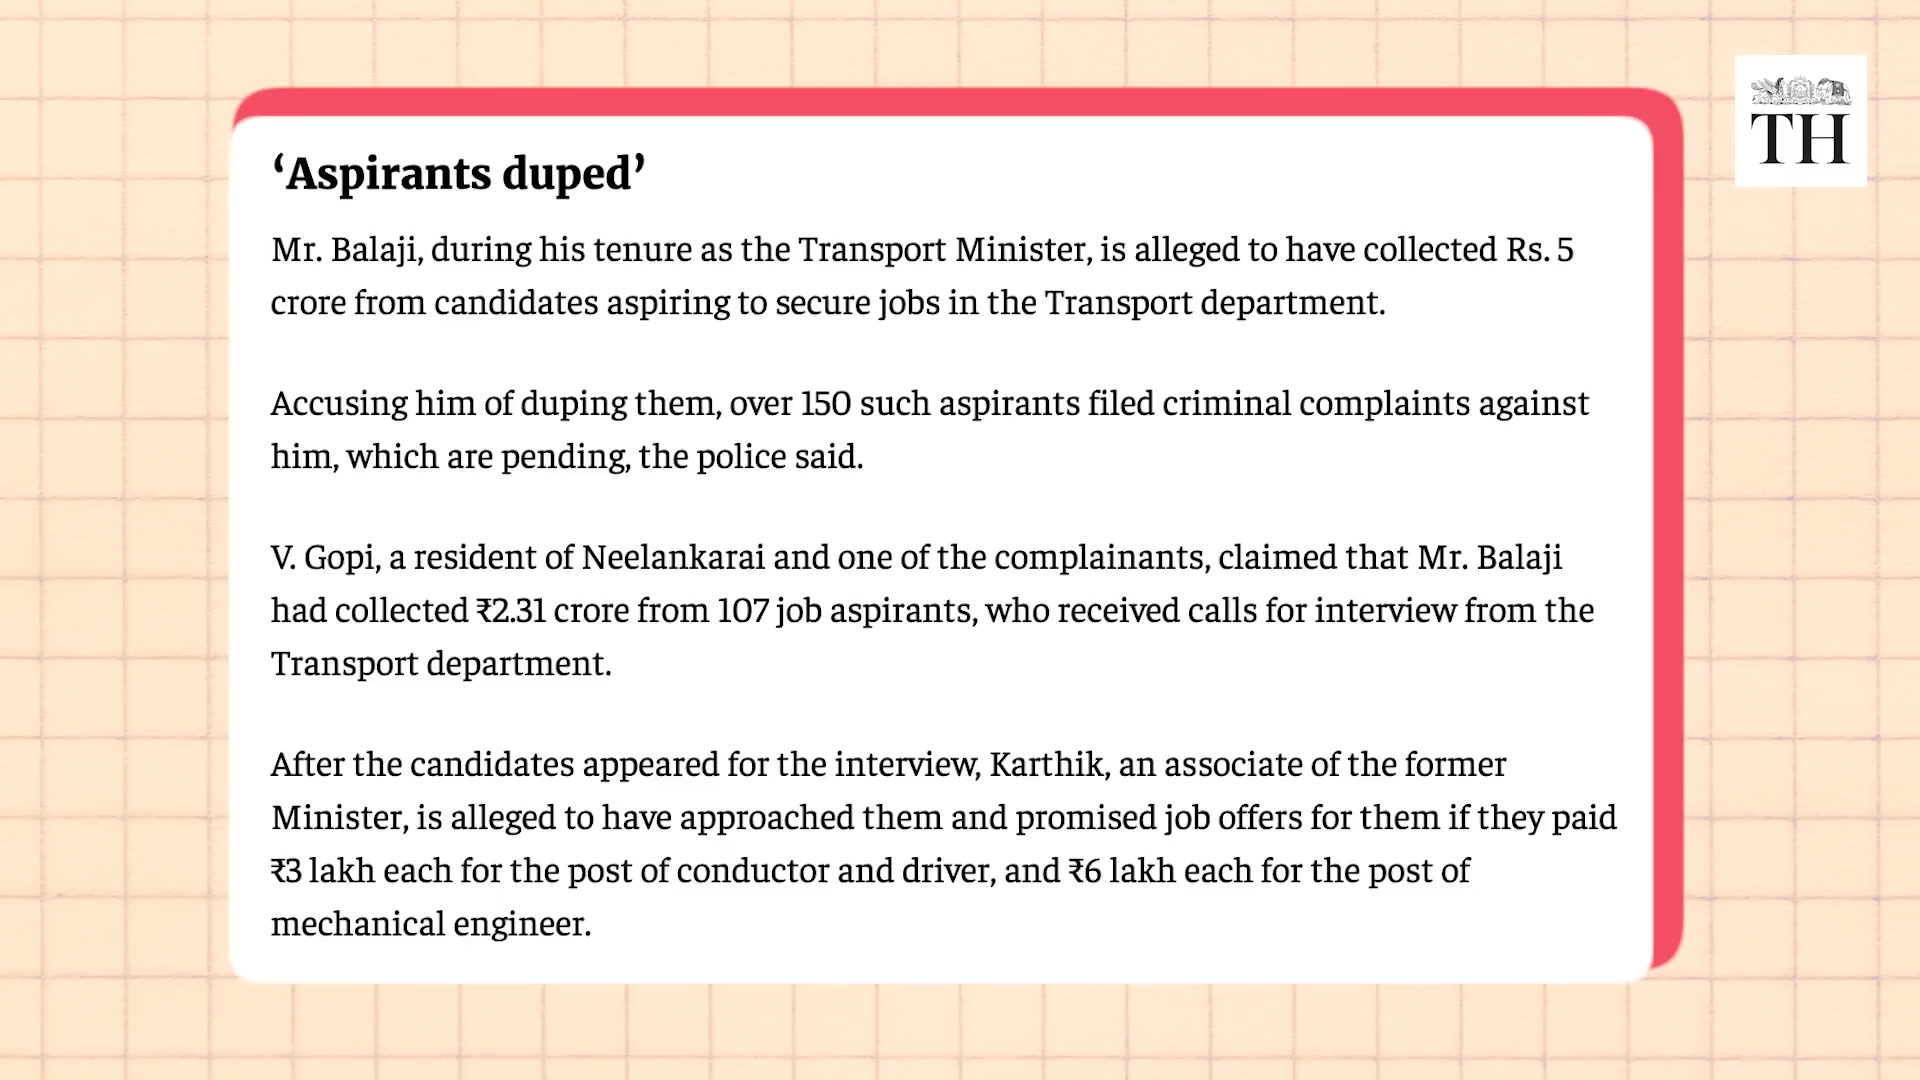 ‘Aspirants duped’
TH
Mr. Balaji, during his tenure as the Transport Minister, is alleged to have collected Rs. 5
crore from candidates aspiring to secure jobs in the Transport department.
Accusing him of duping them, over 150 such aspirants filed criminal complaints against
him, which are pending, the police said.
V. Gopi, a resident of Neelankarai and one of the complainants, claimed that Mr. Balaji
had collected ₹2.31 crore from 107 job aspirants, who received calls for interview from the
Transport department.
After the candidates appeared for the interview, Karthik, an associate of the former
Minister, is alleged to have approached them and promised job offers for them if they paid
₹3 lakh each for the post of conductor and driver, and ₹6 lakh each for the post of
mechanical engineer.